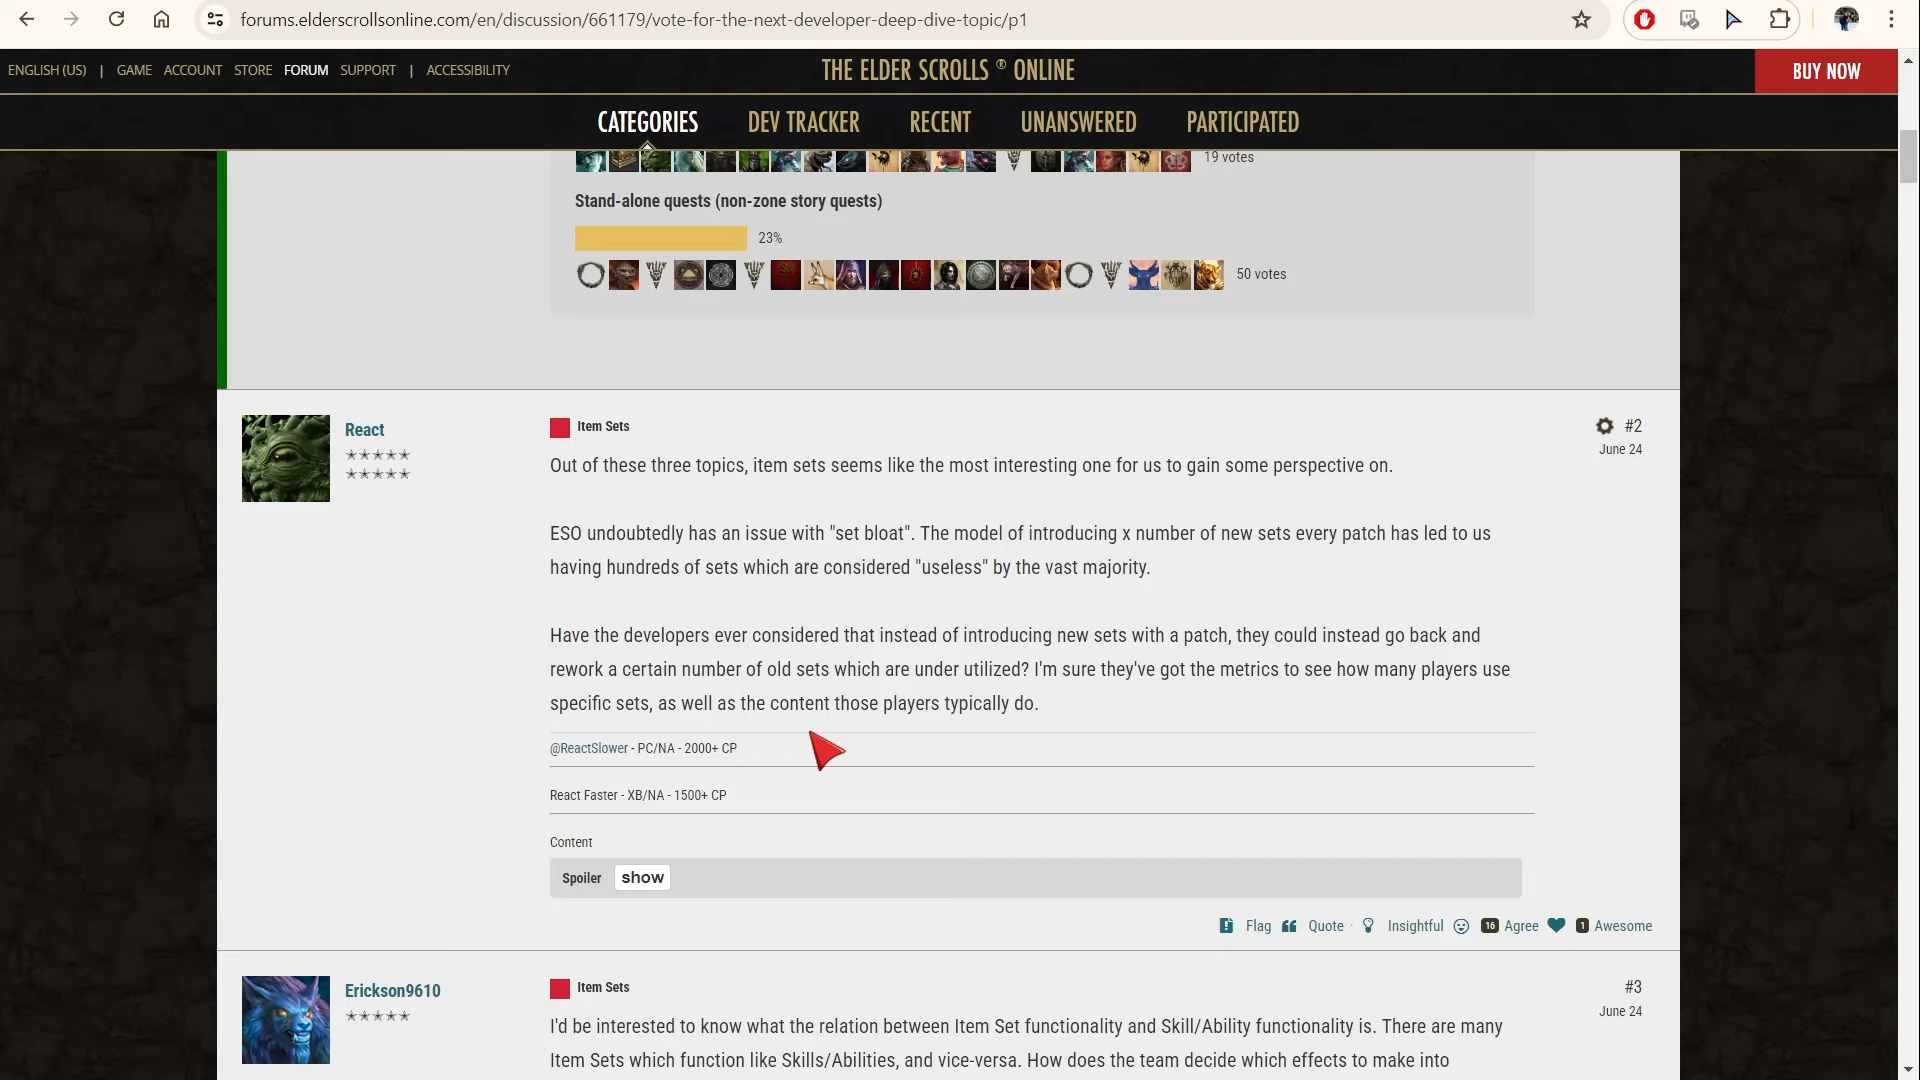 forums.elderscrollsonline.com/en/discussion/661179/vote-for-the-next-developer-deep-dive-topic/p1
ENGLISH (US) | GAME ACCOUNT STORE FORUM SUPPORT | ACCESSIBILITY
THE ELDER SCROLLS ® ONLINE
BUY NOW
CATEGORIES DEV TRACKER RECENT UNANSWERED PARTICIPATED
19 votes
Stand-alone quests (non-zone story quests)
23%
50 votes
React
Item Sets
#2
June 24
Out of these three topics, item sets seems like the most interesting one for us to gain some perspective on.
ESO undoubtedly has an issue with "set bloat". The model of introducing x number of new sets every patch has led to us
having hundreds of sets which are considered "useless" by the vast majority.
Have the developers ever considered that instead of introducing new sets with a patch, they could instead go back and
rework a certain number of old sets which are under utilized? I'm sure they've got the metrics to see how many players use
specific sets, as well as the content those players typically do.
@ReactSlower - PC/NA - 2000+ CP
React Faster - XB/NA - 1500+ CP
Content
Spoiler show
Flag Quote · Insightful 16 Agree 1 Awesome
Erickson9610
Item Sets
#3
June 24
I'd be interested to know what the relation between Item Set functionality and Skill/Ability functionality is. There are many
Item Sets which function like Skills/Abilities, and vice-versa. How does the team decide which effects to make into